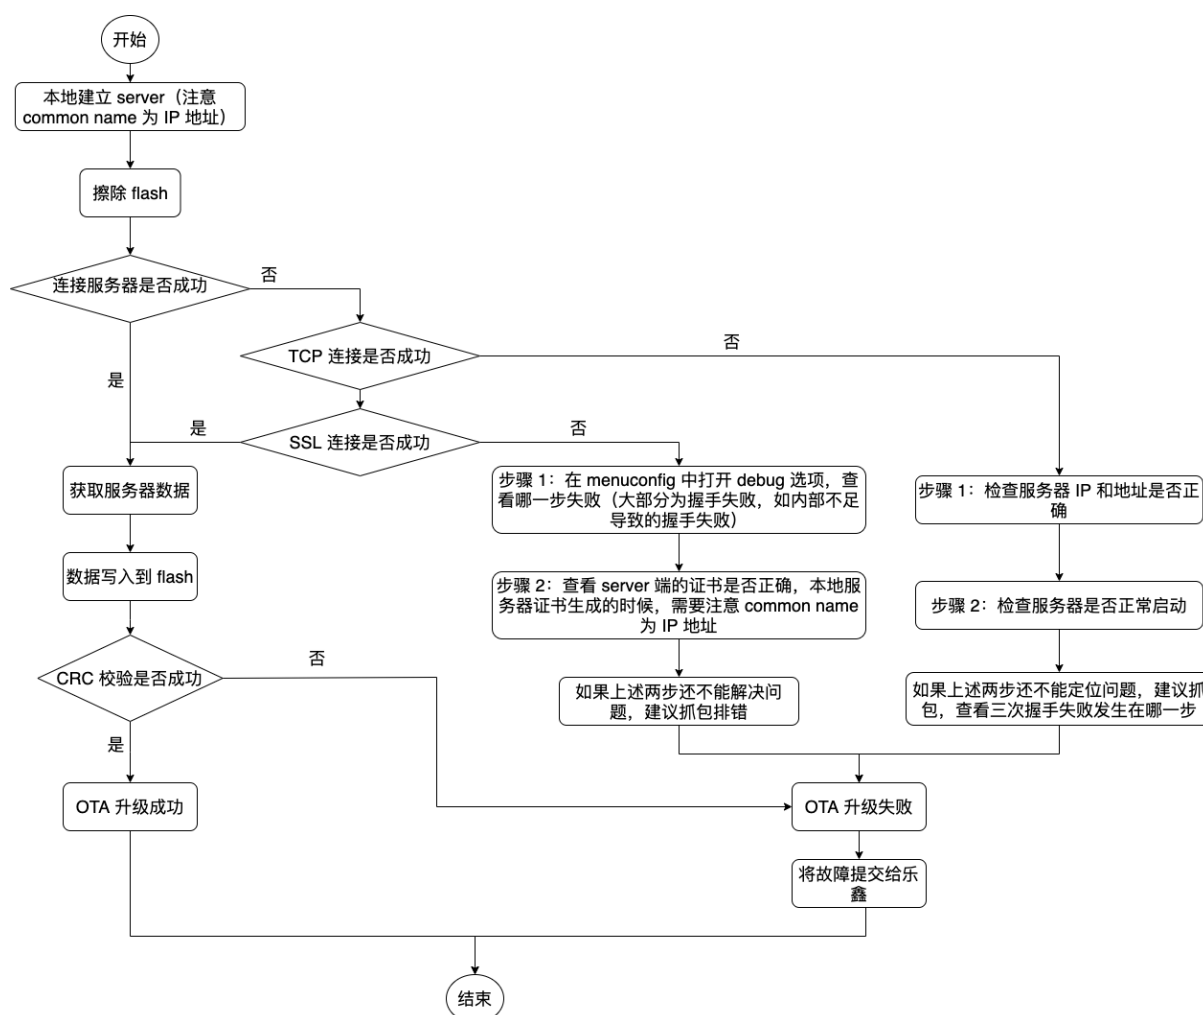 开始
本地建立 server（注意
common name 为 IP 地址）
擦除 flash
连接服务器是否成功
否
TCP 连接是否成功
否
是
SSL 连接是否成功
是
否
获取服务器数据
步骤 1：在 menuconfig 中打开 debug 选项，查
看哪一步失败（大部分为握手失败，如内部不足
导致的握手失败）
步骤 1：检查服务器 IP 和地址是否正
确
数据写入到 flash
步骤 2：查看 server 端的证书是否正确，本地服
务器证书生成的时候，需要注意 common name
为 IP 地址
步骤 2：检查服务器是否正常启动
CRC 校验是否成功
否
如果上述两步还不能解决问
题，建议抓包排错
如果上述两步还不能定位问题，建议抓
包，查看三次握手失败发生在哪一步
是
OTA 升级成功
OTA 升级失败
将故障提交给乐
鑫
结束